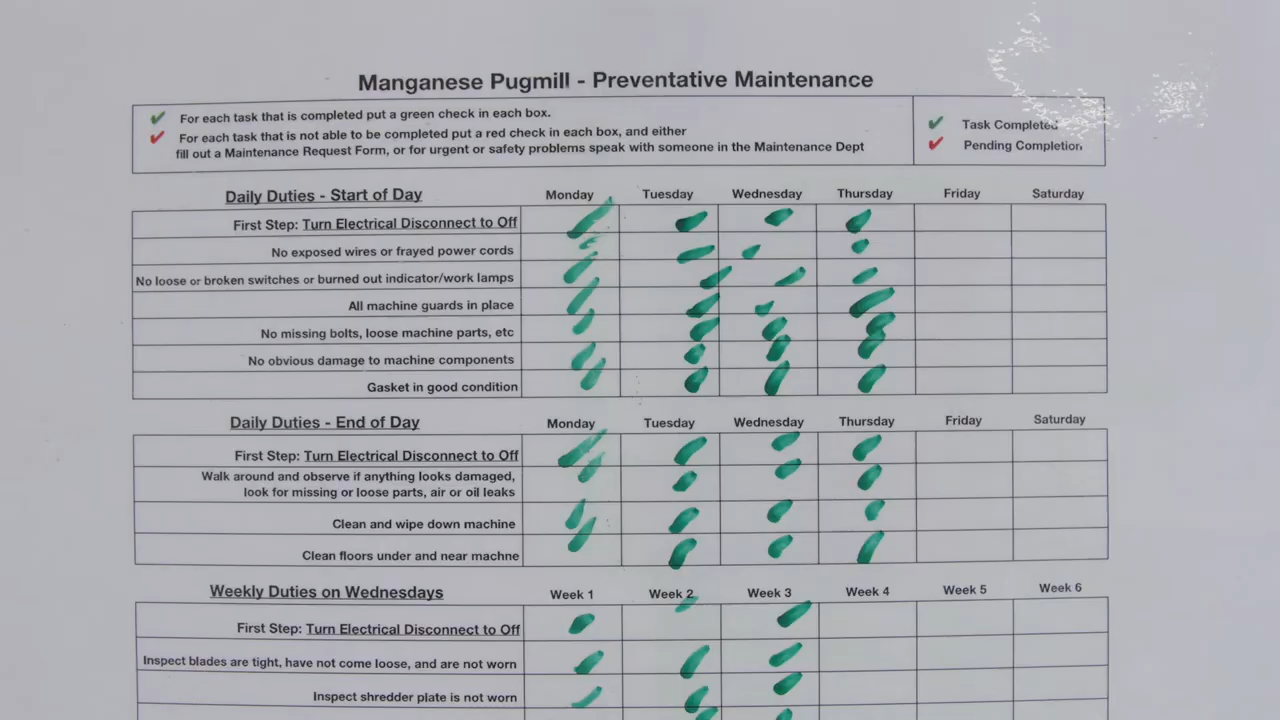 Manganese Pugmill - Preventative Maintenance
✔ For each task that is completed put a green check in each box.
✔ For each task that is not able to be completed put a red check in each box, and either
fill out a Maintenance Request Form, or for urgent or safety problems speak with someone in the Maintenance Dept
✔ Task Completed
✔ Pending Completion
Daily Duties - Start of Day Monday Tuesday Wednesday Thursday Friday Saturday
First Step: Turn Electrical Disconnect to Off
No exposed wires or frayed power cords
No loose or broken switches or burned out indicator/work lamps
All machine guards in place
No missing bolts, loose machine parts, etc
No obvious damage to machine components
Gasket in good condition
Daily Duties - End of Day Monday Tuesday Wednesday Thursday Friday Saturday
First Step: Turn Electrical Disconnect to Off
Walk around and observe if anything looks damaged,
look for missing or loose parts, air or oil leaks
Clean and wipe down machine
Clean floors under and near machne
Weekly Duties on Wednesdays Week 1 Week 2 Week 3 Week 4 Week 5 Week 6
First Step: Turn Electrical Disconnect to Off
Inspect blades are tight, have not come loose, and are not worn
Inspect shredder plate is not worn